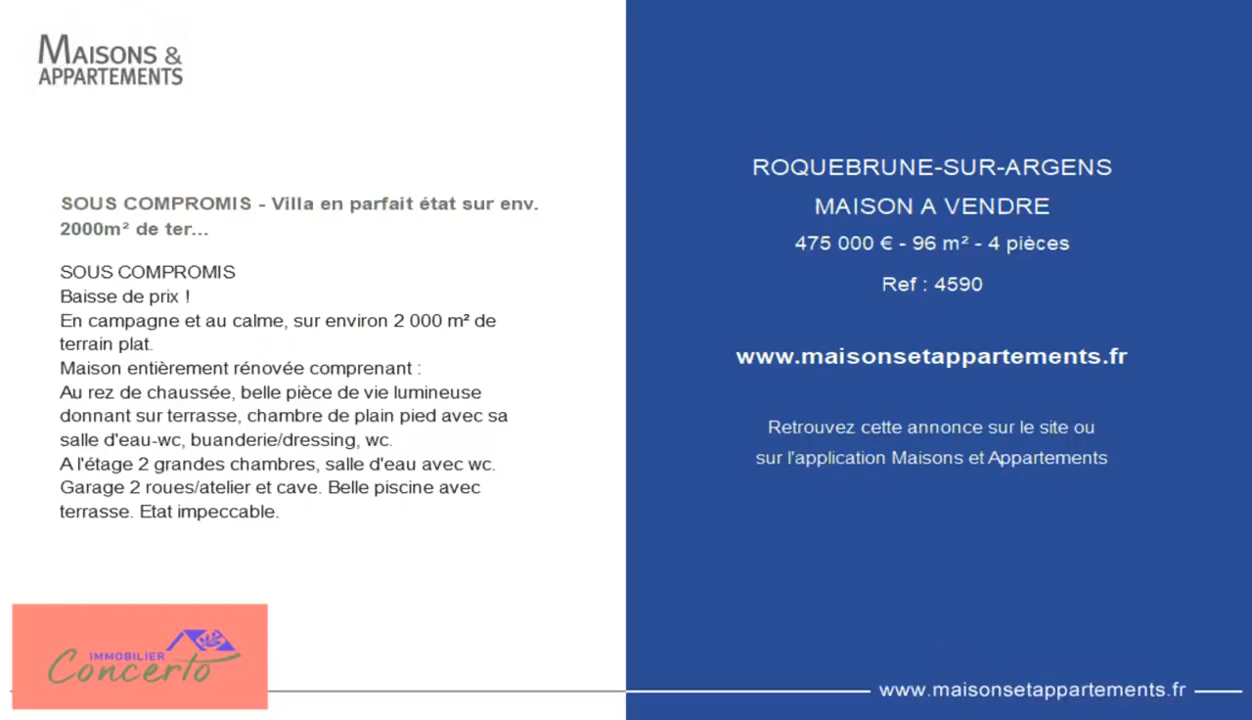 MAISONS &
APPARTEMENTS
SOUS COMPROMIS - Villa en parfait état sur env.
2000m² de ter...
SOUS COMPROMIS
Baisse de prix !
En campagne et au calme, sur environ 2 000 m² de
terrain plat.
Maison entièrement rénovée comprenant :
Au rez de chaussée, belle pièce de vie lumineuse
donnant sur terrasse, chambre de plain pied avec sa
salle d'eau-wc, buanderie/dressing, wc.
A l'étage 2 grandes chambres, salle d'eau avec wc.
Garage 2 roues/atelier et cave. Belle piscine avec
terrasse. Etat impeccable.
IMMOBILIER
Concerto
ROQUEBRUNE-SUR-ARGENS
MAISON A VENDRE
475 000 € - 96 m² - 4 pièces
Ref : 4590
www.maisonsetappartements.fr
Retrouvez cette annonce sur le site ou
sur l'application Maisons et Appartements
www.maisonsetappartements.fr